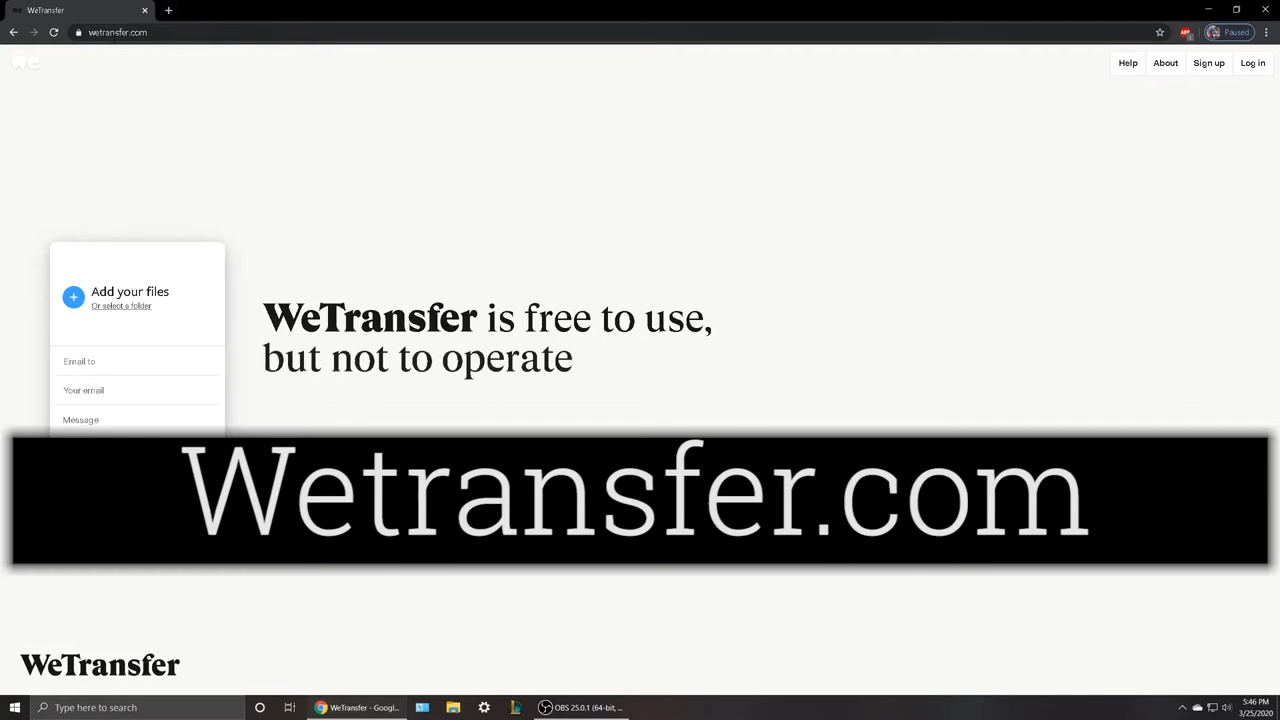 WeTransfer
wetransfer.com
Paused
We
Help
About
Sign up
Log in
Add your files
Or select a folder
Email to
Your email
Message
WeTransfer is free to use,
but not to operate
Wetransfer.com
WeTransfer
Type here to search
WeTransfer - Googl...
OBS 25.0.1 (64-bit, ...
5:46 PM
3/25/2020